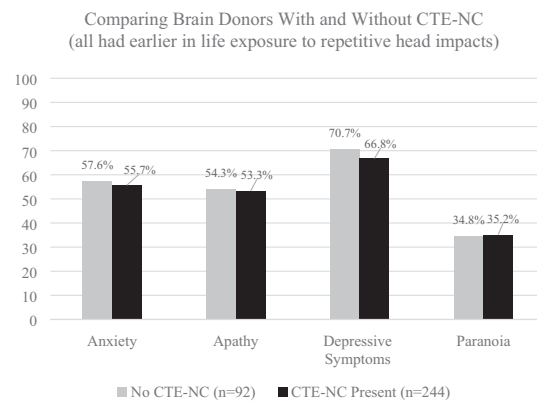 Comparing Brain Donors With and Without CTE-NC
(all had earlier in life exposure to repetitive head impacts)
100
90
80
70
60
50
40
30
20
10
0
57.6% 55.7%
54.3% 53.3%
70.7% 66.8%
34.8% 35.2%
Anxiety
Apathy
Depressive
Symptoms
Paranoia
No CTE-NC (n=92) CTE-NC Present (n=244)